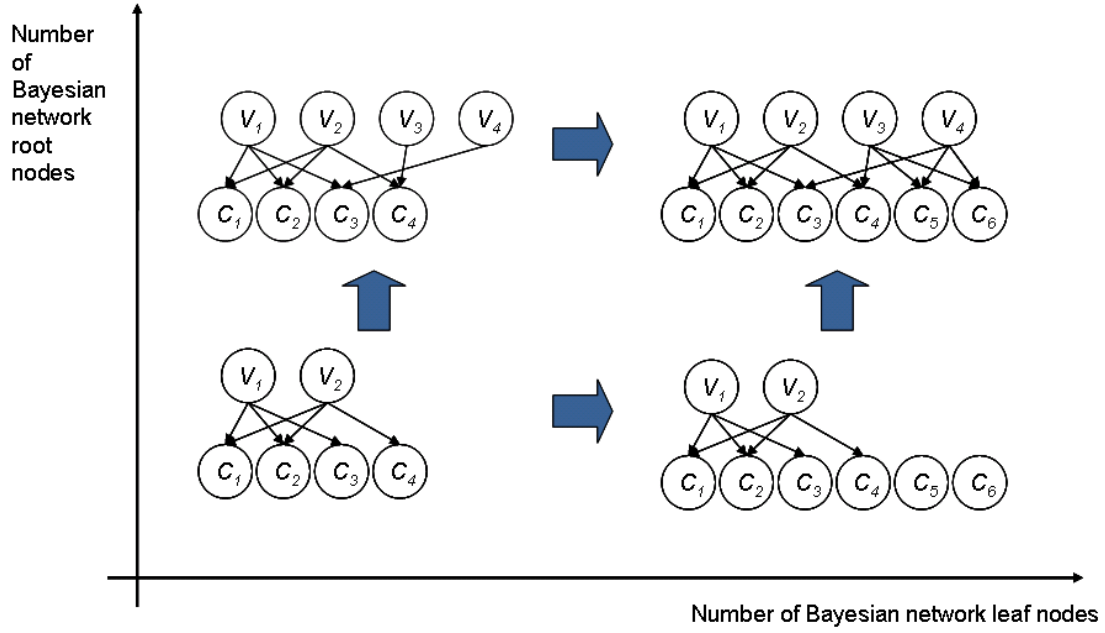 Number
of
Bayesian
network
root
nodes
V1 V2 V3 V4
C1 C2 C3 C4
V1 V2 V3 V4
C1 C2 C3 C4 C5 C6
V1 V2
C1 C2 C3 C4
V1 V2
C1 C2 C3 C4 C5 C6
Number of Bayesian network leaf nodes